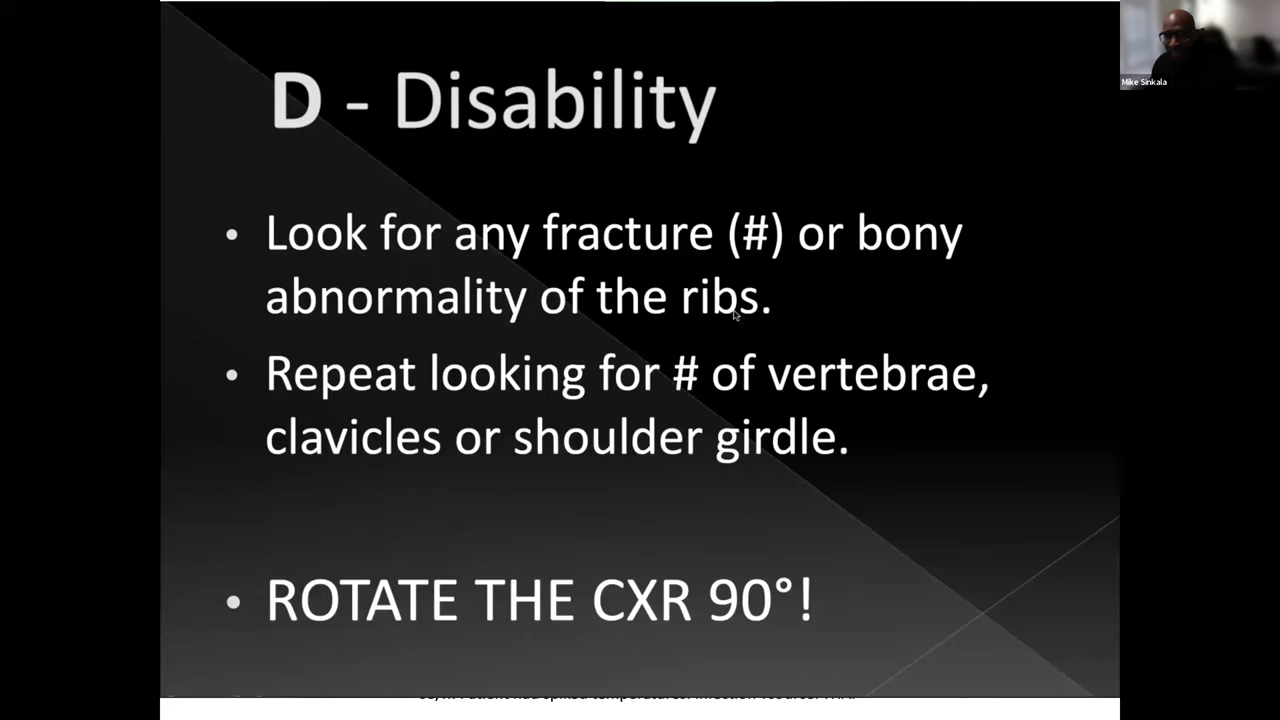 D - Disability
Mike Sinkala
• Look for any fracture (#) or bony
abnormality of the ribs.
• Repeat looking for # of vertebrae,
clavicles or shoulder girdle.
• ROTATE THE CXR 90°!